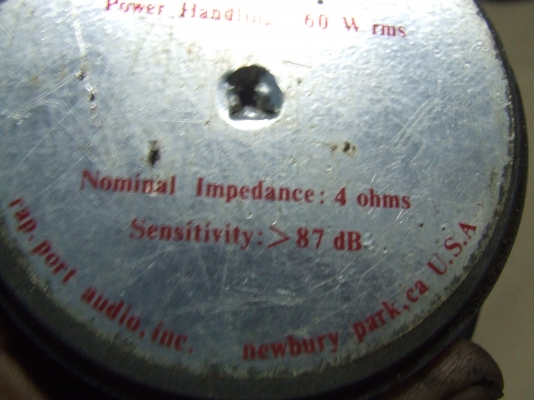 Power Handling 60 W rms
Nominal Impedance: 4 ohms
Sensitivity: > 87 dB
rap.port audio, inc. newbury park, ca U.S.A